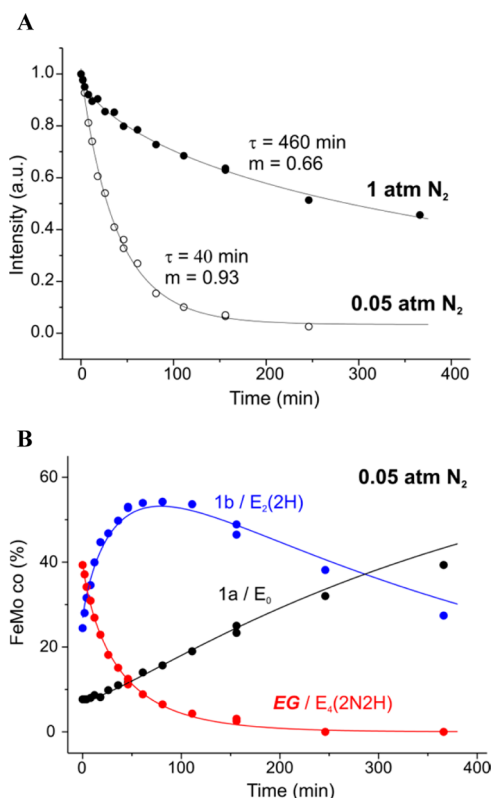 A
1.0
0.8
0.6
0.4
0.2
0.0
Intensity (a.u.)
τ = 460 min
m = 0.66
1 atm N₂
τ = 40 min
m = 0.93
0.05 atm N₂
0 100 200 300 400
Time (min)
B
0.05 atm N₂
60
40
20
0
FeMo co (%)
1b / E₂(2H)
1a / E₀
EG / E₄(2N2H)
0 100 200 300 400
Time (min)